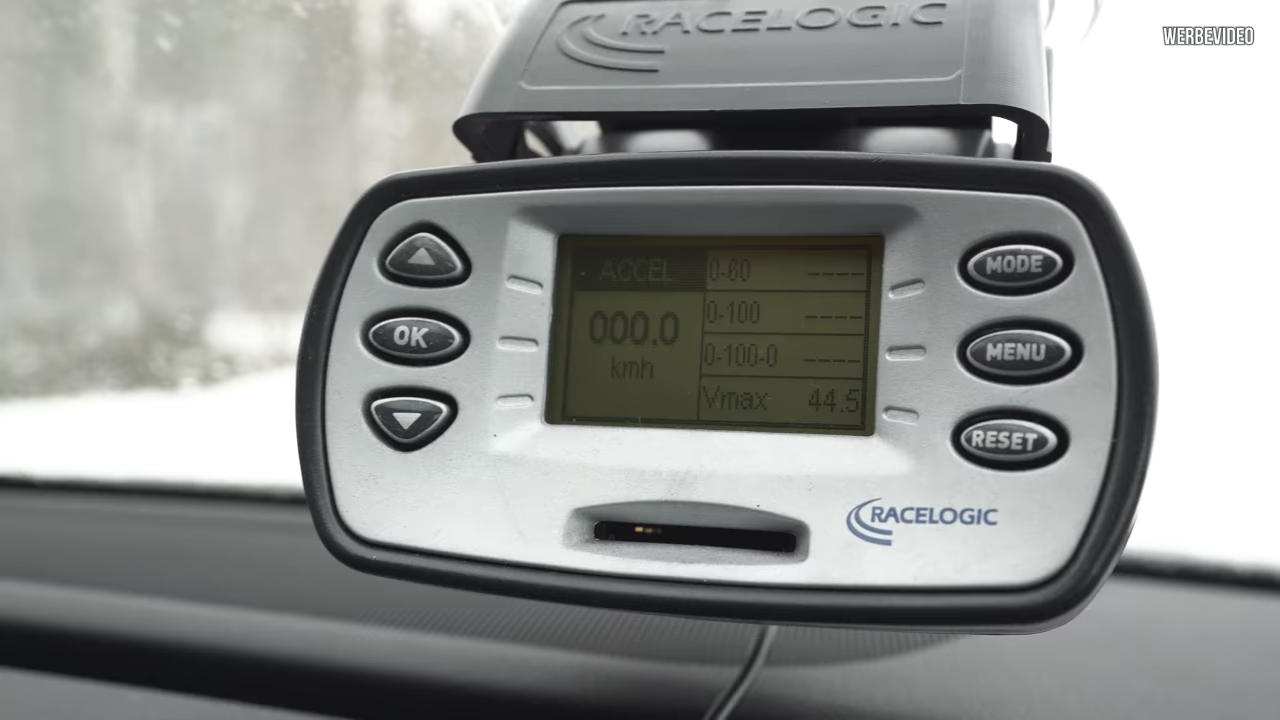 RACELOGIC
WERBEVIDEO
ACCEL
0-60 ----
MODE
OK
000.0
0-100 ----
kmh
0-100-0 ----
MENU
Vmax 44.5
RESET
RACELOGIC